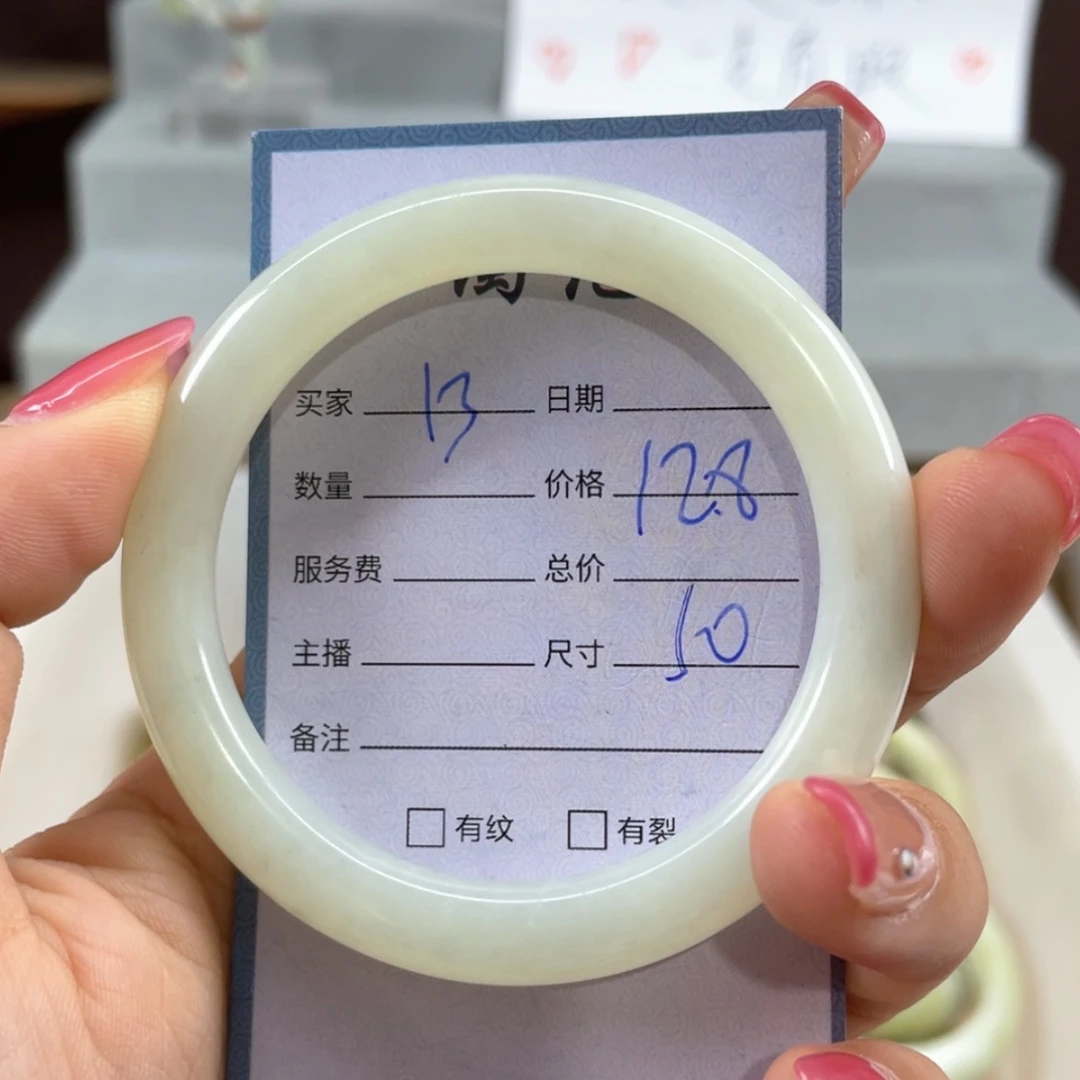 买家 13 日期
数量 价格 128
服务费 总价
主播 尺寸 50
备注
有纹 有裂